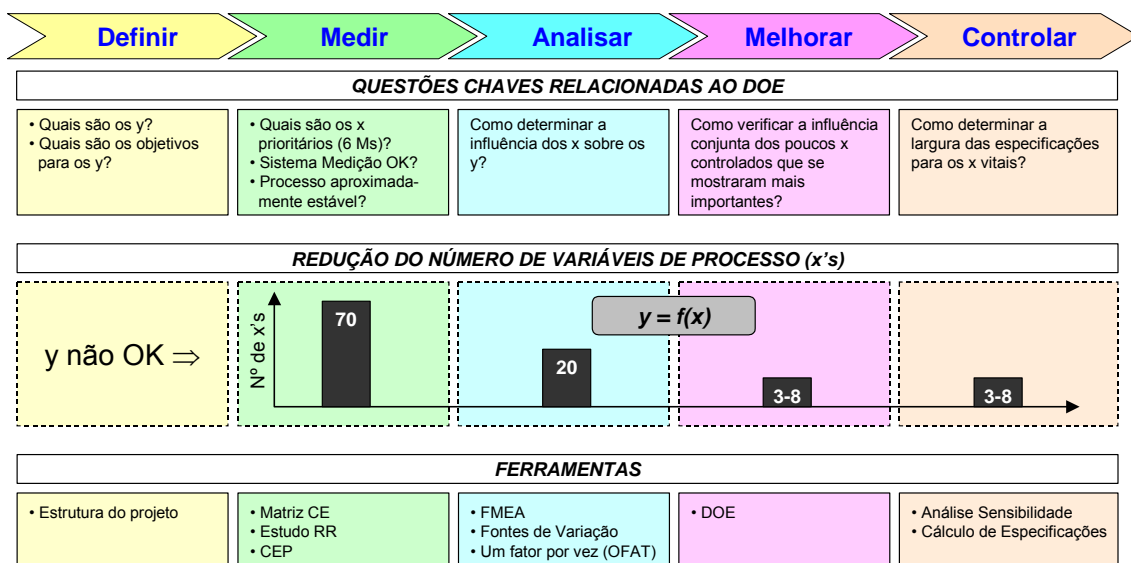 Definir
Medir
Analisar
Melhorar
Controlar
QUESTÕES CHAVES RELACIONADAS AO DOE
• Quais são os y?
• Quais são os objetivos
para os y?
• Quais são os x
prioritários (6 Ms)?
• Sistema Medição OK?
• Processo aproximada-
mente estável?
Como determinar a
influência dos x sobre os
y?
Como verificar a influência
conjunta dos poucos x
controlados que se
mostraram mais
importantes?
Como determinar a
largura das especificações
para os x vitais?
REDUÇÃO DO NÚMERO DE VARIÁVEIS DE PROCESSO (x's)
y não OK ⇒
Nº de x's
70
20
y = f(x)
3-8
3-8
FERRAMENTAS
• Estrutura do projeto
• Matriz CE
• Estudo RR
• CEP
• FMEA
• Fontes de Variação
• Um fator por vez (OFAT)
• DOE
• Análise Sensibilidade
• Cálculo de Especificações